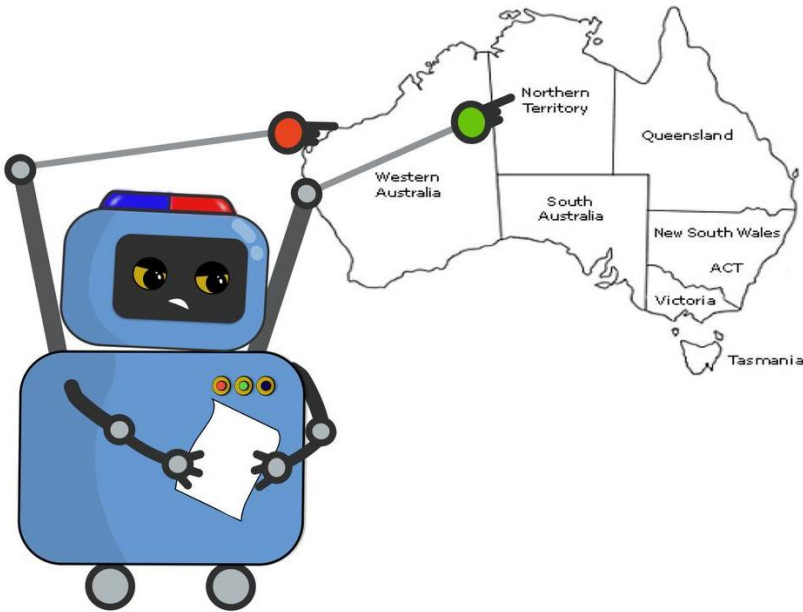 Northern
Territory
Queensland
Western
Australia
South
Australia
New South Wales
ACT
Victoria
Tasmania